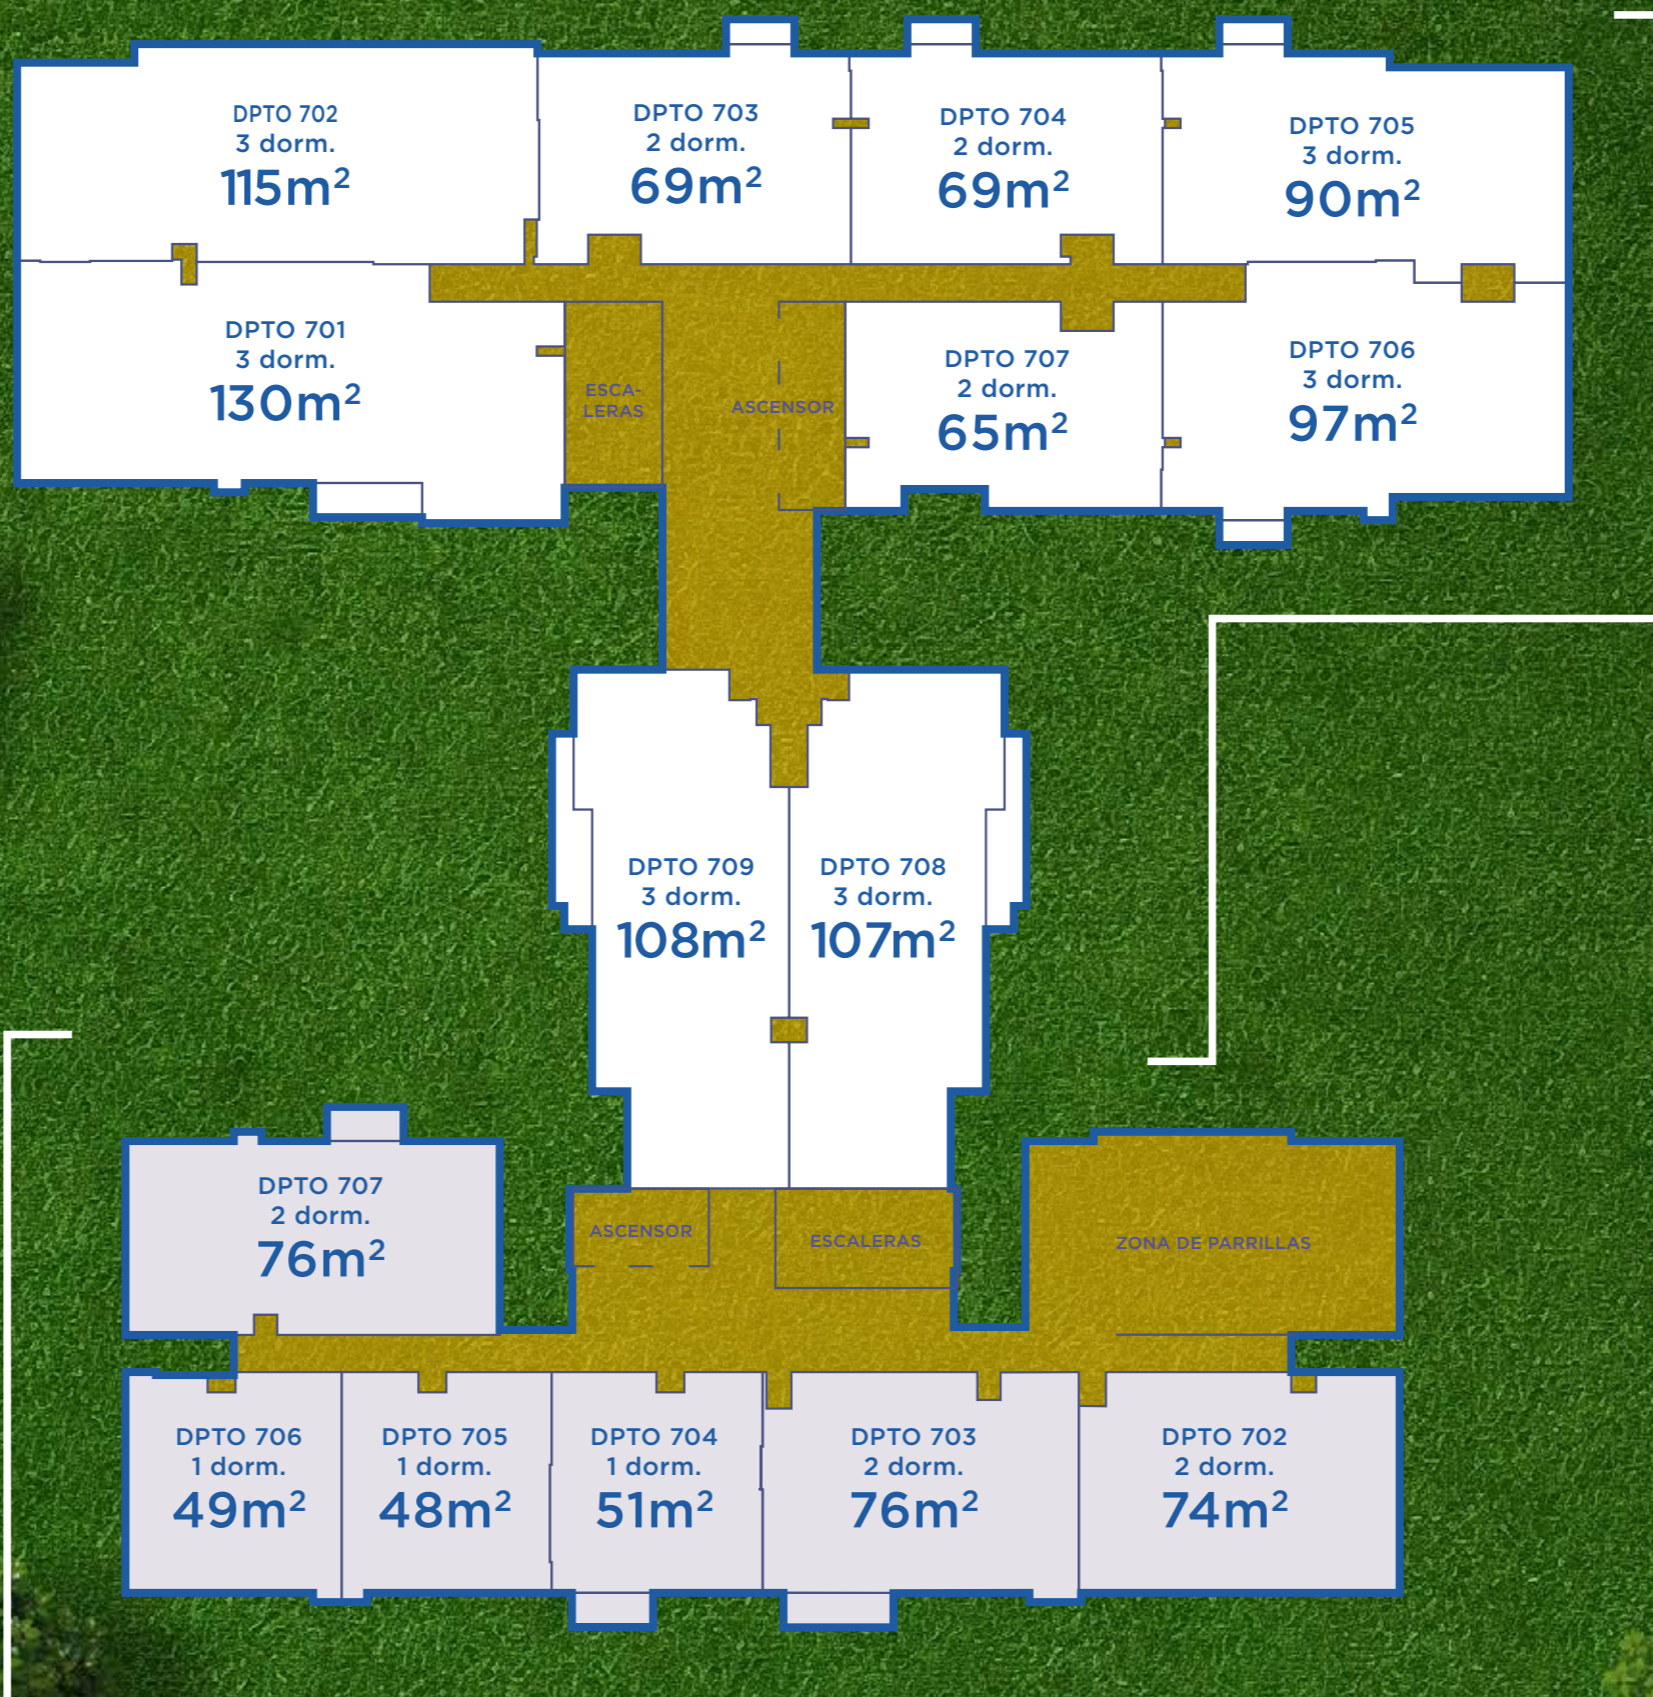 DPTO 702
3 dorm.
115m²
DPTO 703
2 dorm.
69m²
DPTO 704
2 dorm.
69m²
DPTO 705
3 dorm.
90m²
DPTO 701
3 dorm.
130m²
ESCA-
LERAS
ASCENSOR
DPTO 707
2 dorm.
65m²
DPTO 706
3 dorm.
97m²
DPTO 709
3 dorm.
108m²
DPTO 708
3 dorm.
107m²
DPTO 707
2 dorm.
76m²
ASCENSOR
ESCALERAS
ZONA DE PARRILLAS
DPTO 706
1 dorm.
49m²
DPTO 705
1 dorm.
48m²
DPTO 704
1 dorm.
51m²
DPTO 703
2 dorm.
76m²
DPTO 702
2 dorm.
74m²